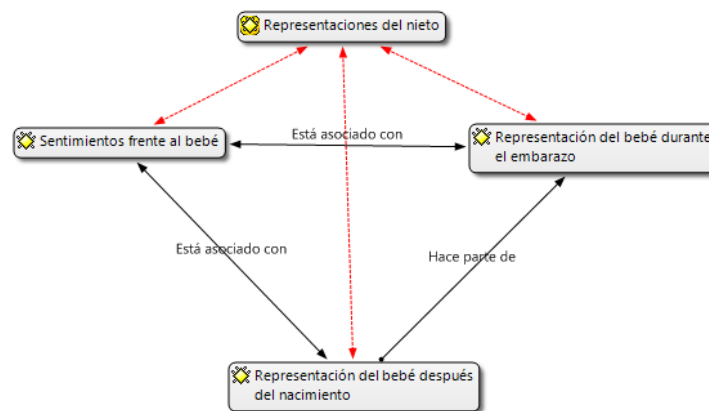 Representaciones del nieto
Sentimientos frente al bebé
Está asociado con
Representación del bebé durante
el embarazo
Está asociado con
Hace parte de
Representación del bebé después
del nacimiento